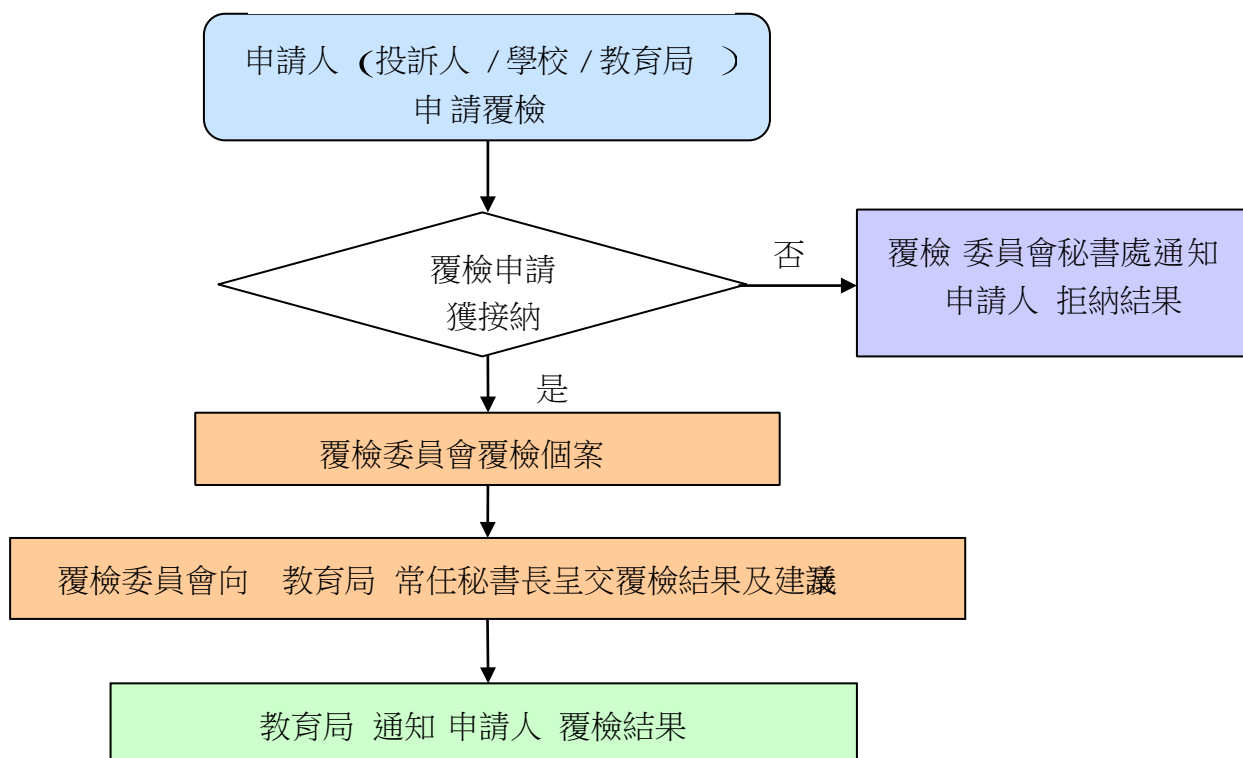 申請人 (投訴人 / 學校 / 教育局 )
申請覆檢
覆檢申請
獲接納
否
覆檢 委員會秘書處通知
申請人 拒納結果
是
覆檢委員會覆檢個案
覆檢委員會向 教育局 常任秘書長呈交覆檢結果及建議
教育局 通知 申請人 覆檢結果